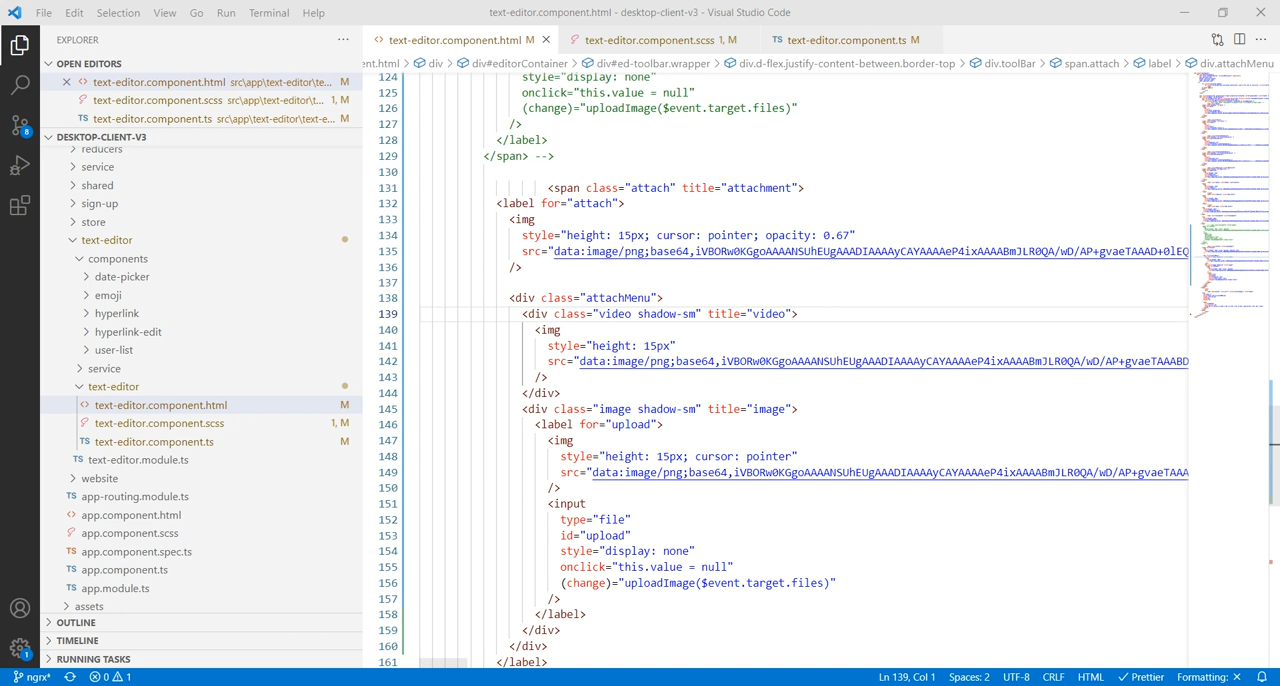 File Edit Selection View Go Run Terminal Help
text-editor.component.html - desktop-client-v3 - Visual Studio Code
EXPLORER
OPEN EDITORS
text-editor.component.html src\app\text-editor\te... M
text-editor.component.scss src\app\text-editor\t... 1, M
text-editor.component.ts src\app\text-editor\text-e... M
DESKTOP-CLIENT-V3
reducers
service
shared
sign-up
store
text-editor
components
date-picker
emoji
hyperlink
hyperlink-edit
user-list
service
text-editor
text-editor.component.html M
text-editor.component.scss 1, M
text-editor.component.ts M
text-editor.module.ts
website
app-routing.module.ts
app.component.html
app.component.scss
app.component.spec.ts
app.component.ts
app.module.ts
assets
OUTLINE
TIMELINE
RUNNING TASKS
text-editor.component.html M
text-editor.component.scss 1, M
text-editor.component.ts M
ent.html > div > div#editorContainer > div#ed-toolbar.wrapper > div.d-flex.justify-content-between.border-top > div.toolBar > span.attach > label > div.attachMenu
124 style="display: none"
125 onclick="this.value = null"
126 (change)="uploadImage($event.target.files)"
127 />
128 </label>
129 </span> -->
130
131 <span class="attach" title="attachment">
132 <label for="attach">
133 <img
134 style="height: 15px; cursor: pointer; opacity: 0.67"
135 src="data:image/png;base64,iVBORw0KGgoAAAANSUhEUgAAADIAAAAyCAYAAAAeP4ixAAAABmJLR0QA/wD/AP+gvaeTAAAD+0lEQ
136 />
137
138 <div class="attachMenu">
139 <div class="video shadow-sm" title="video">
140 <img
141 style="height: 15px"
142 src="data:image/png;base64,iVBORw0KGgoAAAANSUhEUgAAADIAAAAyCAYAAAAeP4ixAAAABmJLR0QA/wD/AP+gvaeTAAABD
143 />
144 </div>
145 <div class="image shadow-sm" title="image">
146 <label for="upload">
147 <img
148 style="height: 15px; cursor: pointer"
149 src="data:image/png;base64,iVBORw0KGgoAAAANSUhEUgAAADIAAAAyCAYAAAAeP4ixAAAABmJLR0QA/wD/AP+gvaeTAAA
150 />
151 <input
152 type="file"
153 id="upload"
154 style="display: none"
155 onclick="this.value = null"
156 (change)="uploadImage($event.target.files)"
157 />
158 </label>
159 </div>
160 </div>
161 </label>
8
1
ngrx* 0 1
Ln 139, Col 1 Spaces: 2 UTF-8 CRLF HTML Prettier Formatting: